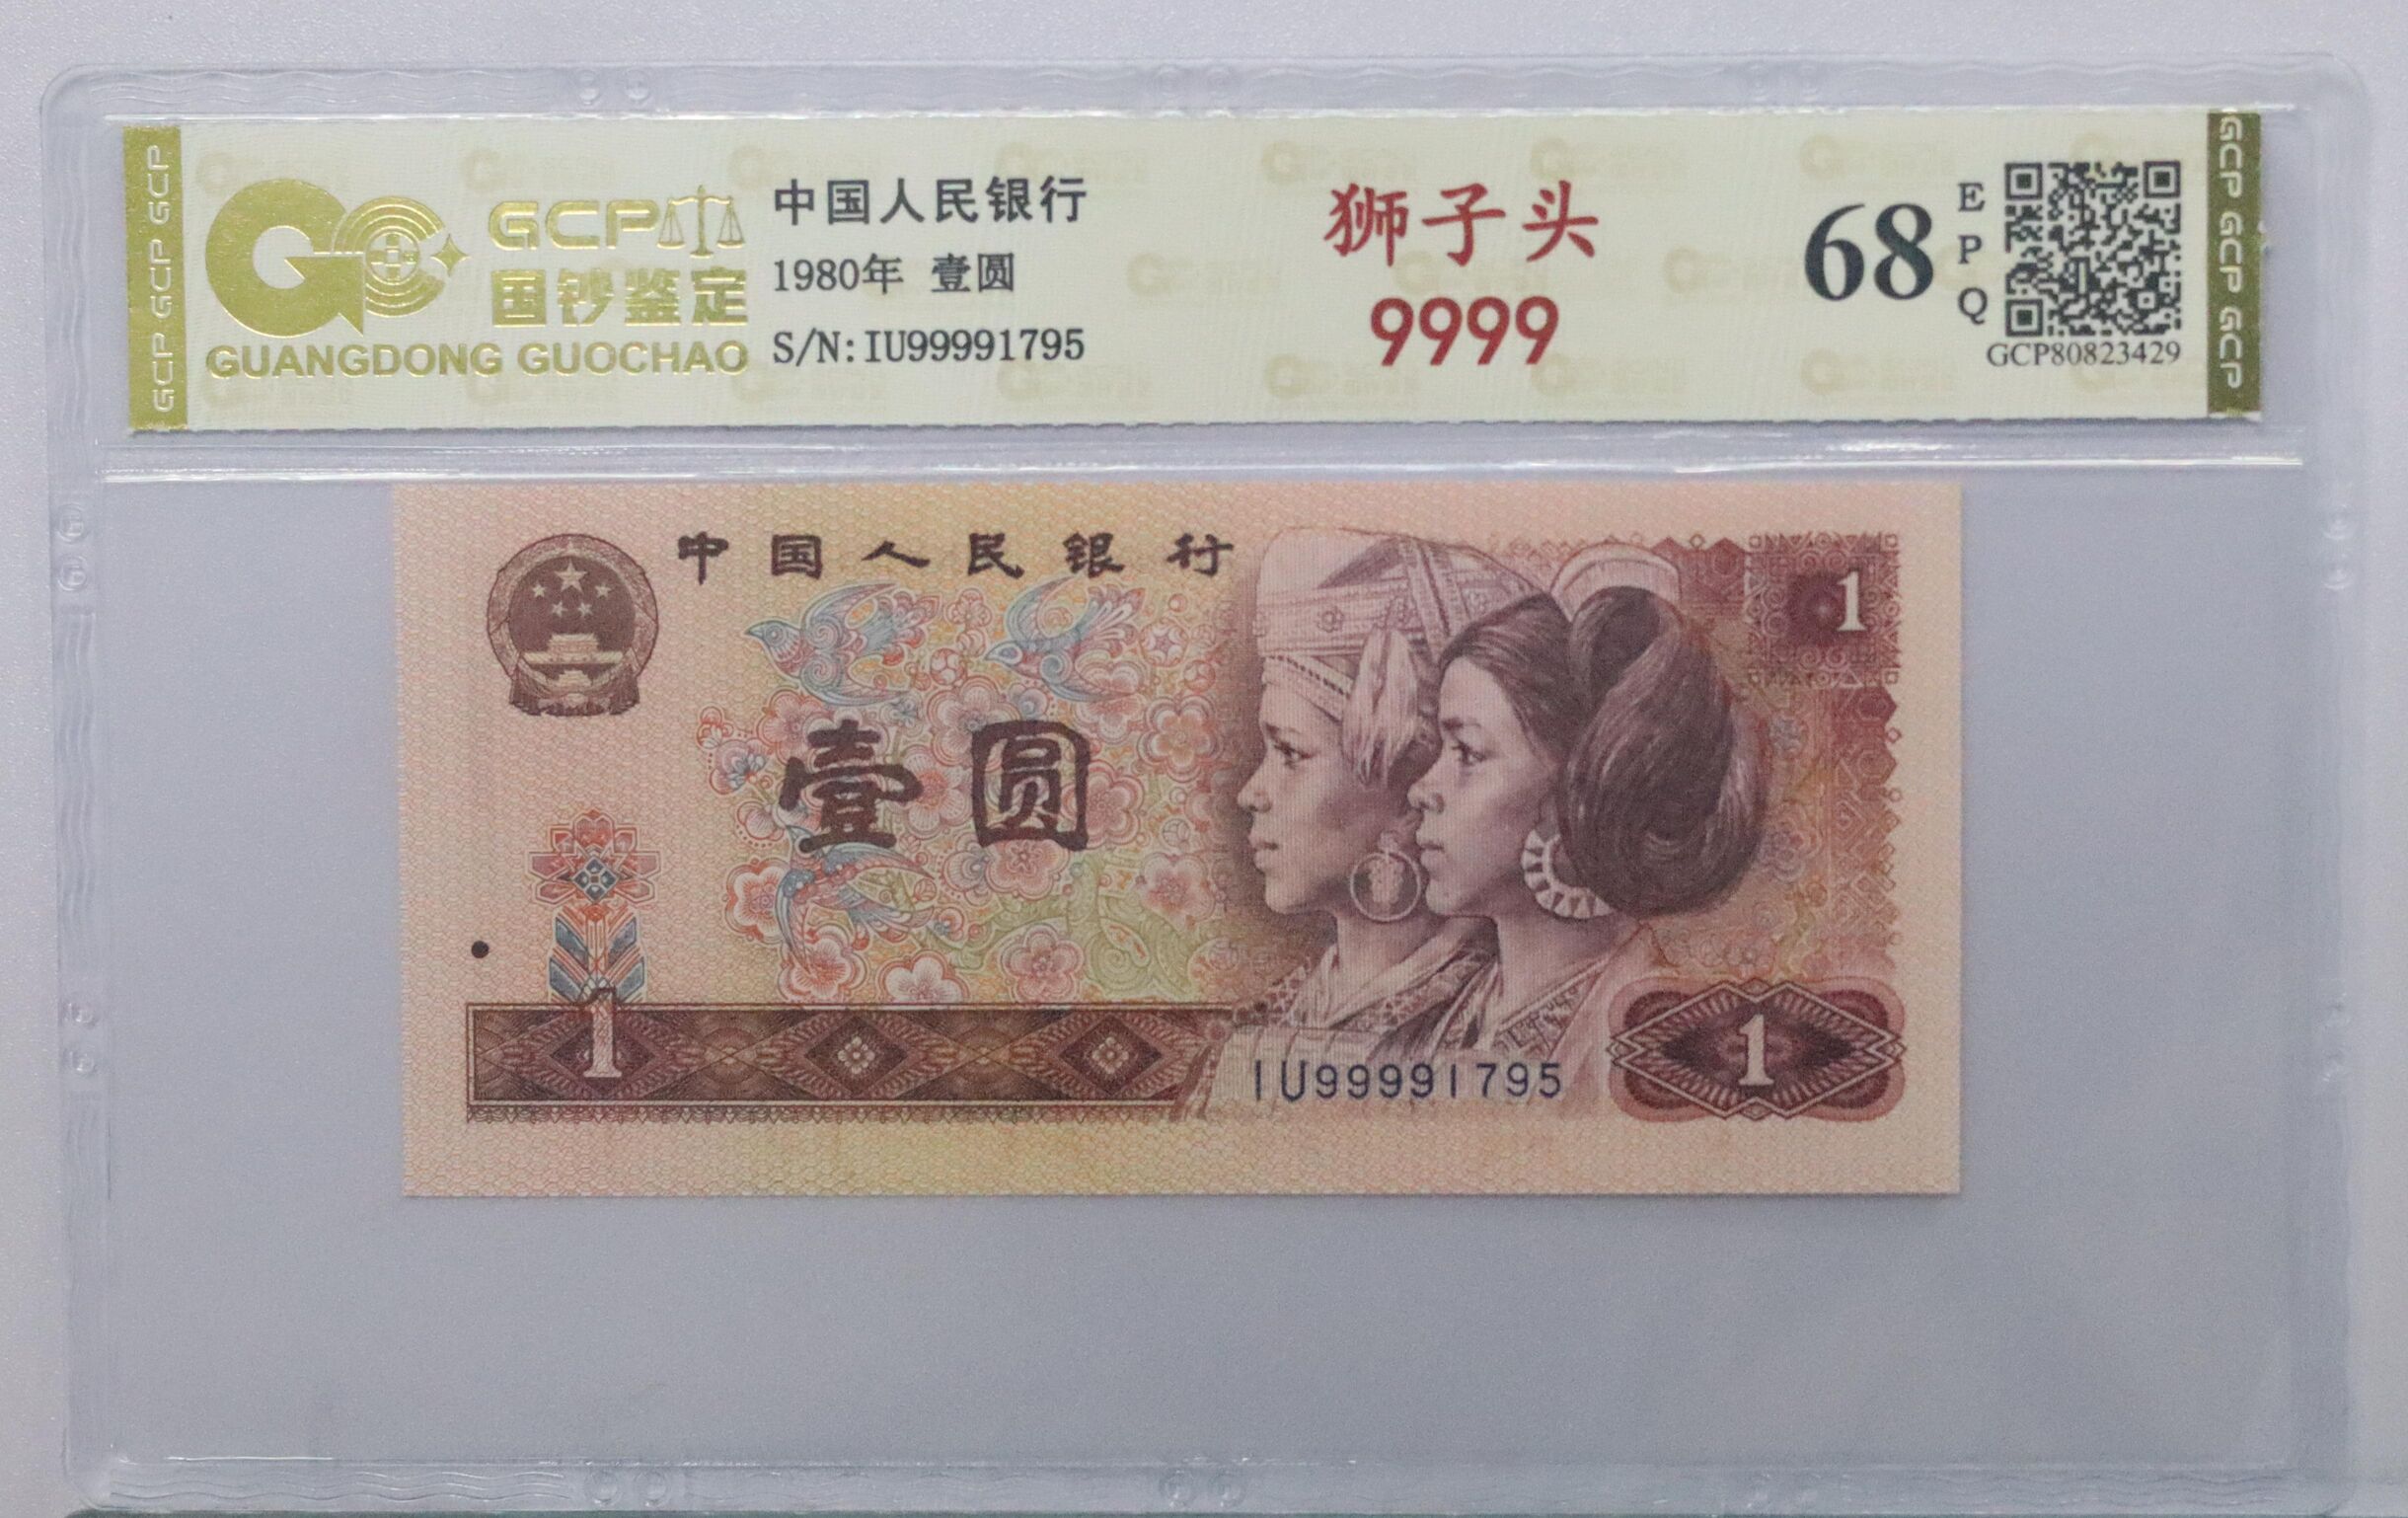 GCP GCP GCP
GCP
国钞鉴定
GUANGDONG GUOCHAO
中国人民银行
1980年 壹圆
S/N:IU99991795
狮子头
9999
68
EPQ
GCP80823429
GCP GCP GCP
中国人民银行
1
壹圆
1
IU99991795
1